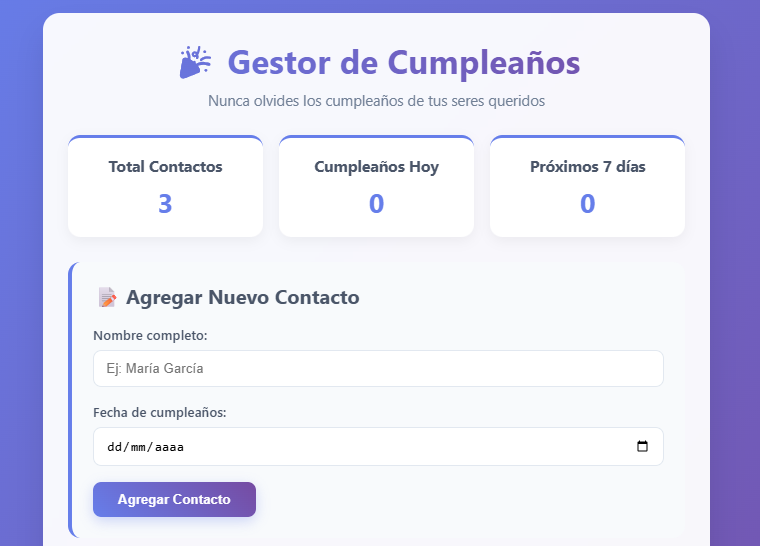 Gestor de Cumpleaños
Nunca olvides los cumpleaños de tus seres queridos
Total Contactos
3
Cumpleaños Hoy
0
Próximos 7 días
0
Agregar Nuevo Contacto
Nombre completo:
Ej: María García
Fecha de cumpleaños:
dd/mm/aaaa
Agregar Contacto